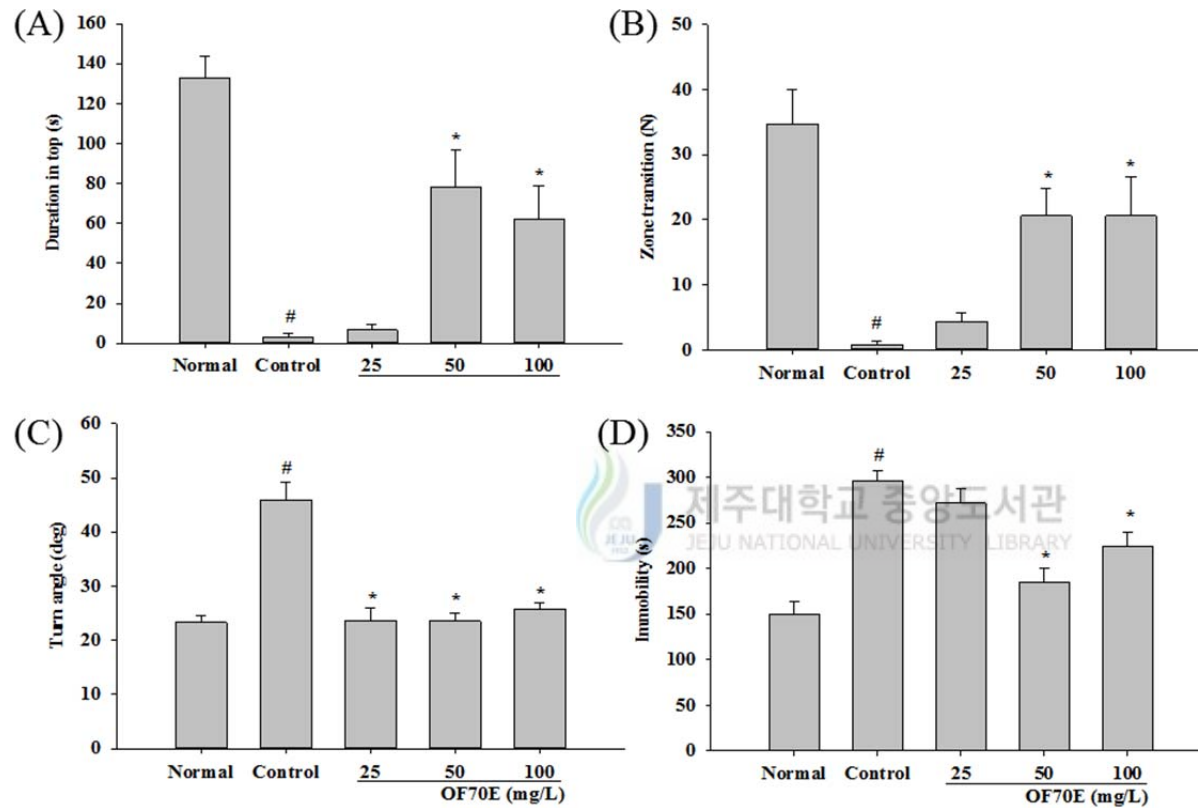 (A)
160
140
120
100
80
60
40
20
0
Duration in top (s)
#
*
*
Normal Control 25 50 100
(B)
50
40
30
20
10
0
Zone transition (N)
#
*
*
Normal Control 25 50 100
(C)
60
50
40
30
20
10
0
Turn angle (deg)
#
*
*
*
Normal Control 25 50 100
OF70E (mg/L)
(D)
350
300
250
200
150
100
50
0
Immobility (s)
#
*
*
Normal Control 25 50 100
OF70E (mg/L)
제주대학교 중앙도서관
JEJU NATIONAL UNIVERSITY LIBRARY
JEJU
1952